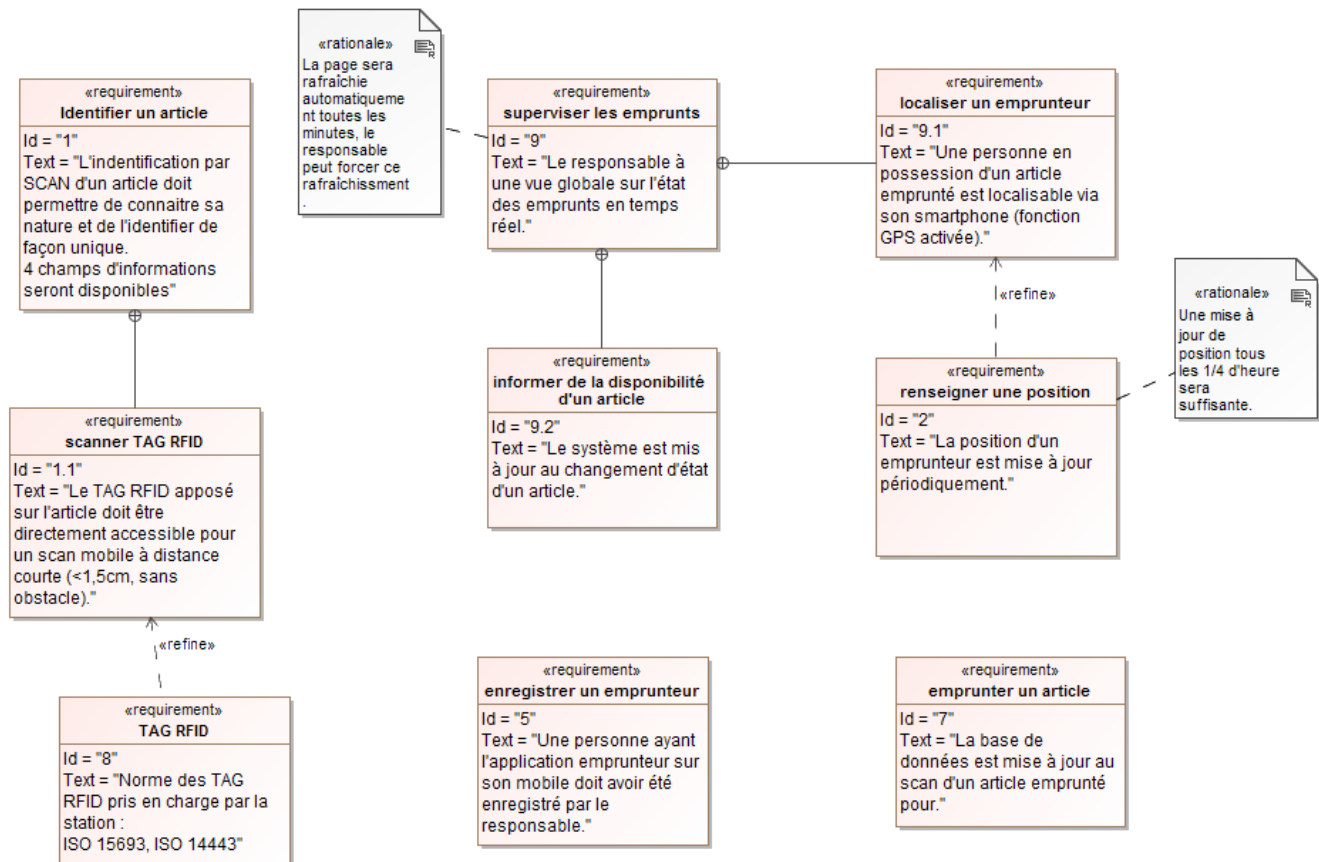 «rationale»
La page sera
rafraîchie
automatiqueme
nt toutes les
minutes, le
responsable
peut forcer ce
rafraîchissment
.
«requirement»
Identifier un article
Id = "1"
Text = "L'indentification par
SCAN d'un article doit
permettre de connaitre sa
nature et de l'identifier de
façon unique.
4 champs d'informations
seront disponibles"
«requirement»
superviser les emprunts
Id = "9"
Text = "Le responsable à
une vue globale sur l'état
des emprunts en temps
réel."
«requirement»
localiser un emprunteur
Id = "9.1"
Text = "Une personne en
possession d'un article
emprunté est localisable via
son smartphone (fonction
GPS activée)."
«refine»
«rationale»
Une mise à
jour de
position tous
les 1/4 d'heure
sera
suffisante.
«requirement»
informer de la disponibilité
d'un article
Id = "9.2"
Text = "Le système est mis
à jour au changement d'état
d'un article."
«requirement»
renseigner une position
Id = "2"
Text = "La position d'un
emprunteur est mise à jour
périodiquement."
«requirement»
scanner TAG RFID
Id = "1.1"
Text = "Le TAG RFID apposé
sur l'article doit être
directement accessible pour
un scan mobile à distance
courte (<1,5cm, sans
obstacle)."
«refine»
«requirement»
TAG RFID
Id = "8"
Text = "Norme des TAG
RFID pris en charge par la
station :
ISO 15693, ISO 14443"
«requirement»
enregistrer un emprunteur
Id = "5"
Text = "Une personne ayant
l'application emprunteur sur
son mobile doit avoir été
enregistré par le
responsable."
«requirement»
emprunter un article
Id = "7"
Text = "La base de
données est mise à jour au
scan d'un article emprunté
pour."